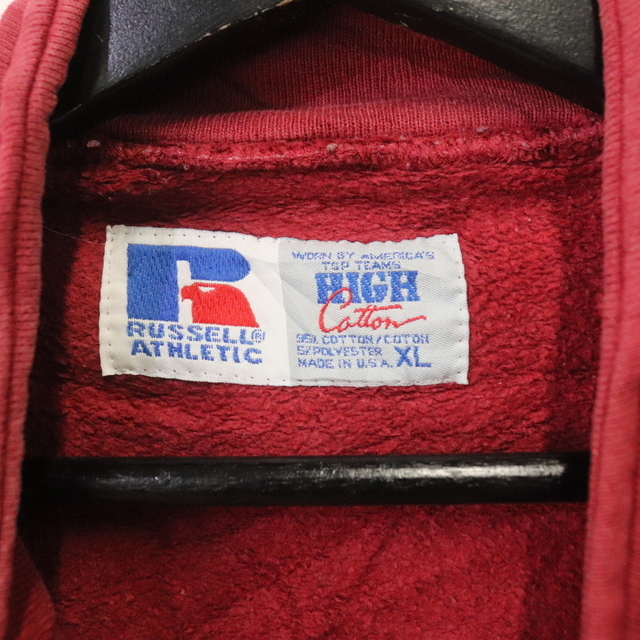 RUSSELL®
ATHLETIC
WORN BY AMERICA'S
TOP TEAMS
HIGH
Cotton
95% COTTON/COTON
5% POLYESTER XL
MADE IN U.S.A.